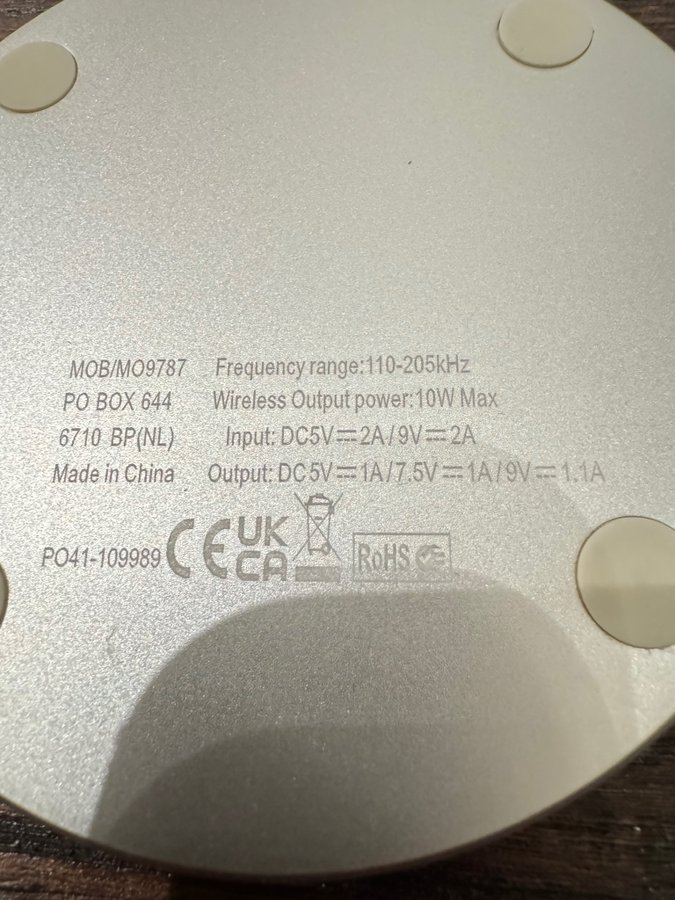 MOB/MO9787 Frequency range:110-205kHz
PO BOX 644 Wireless Output power:10W Max
6710 BP(NL) Input: DC5V⎓2A/9V⎓2A
Made in China Output: DC5V⎓1A/7.5V⎓1A/9V⎓1.1A
PO41-109989 CE UK CA RoHS